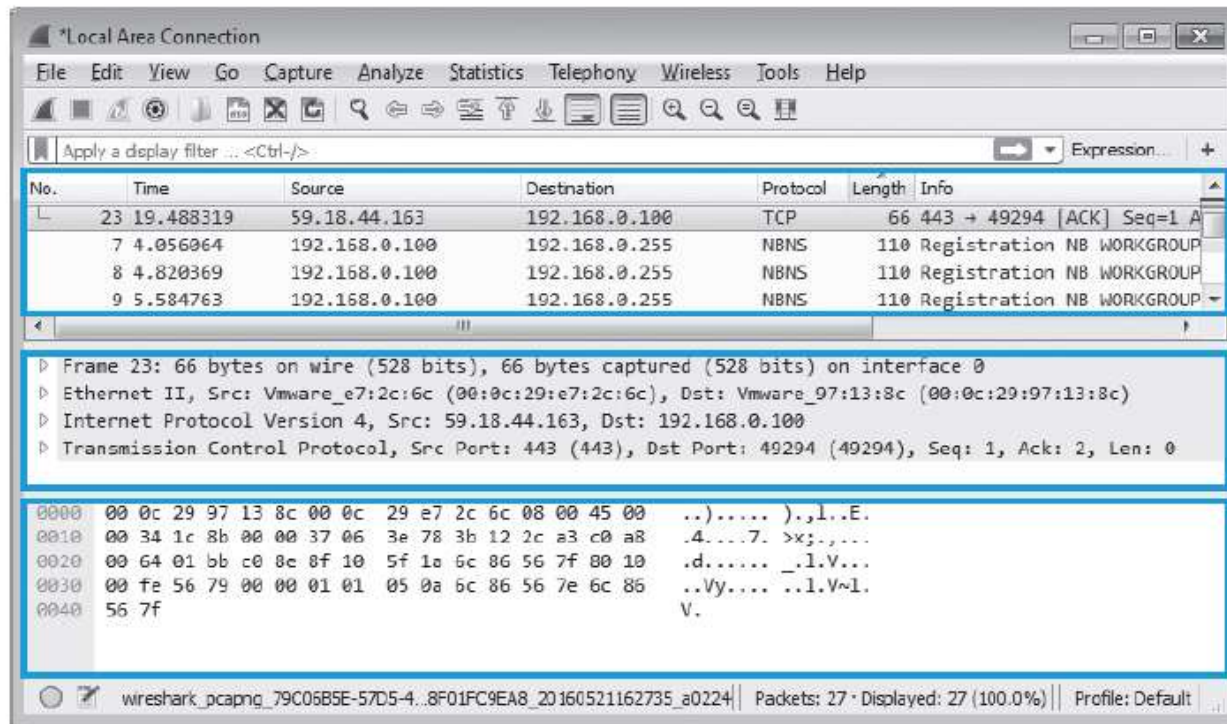 *Local Area Connection
File Edit View Go Capture Analyze Statistics Telephony Wireless Tools Help
Apply a display filter ... <Ctrl-/> Expression... +
No. Time Source Destination Protocol Length Info
23 19.488319 59.18.44.163 192.168.0.100 TCP 66 443 → 49294 [ACK] Seq=1 A
7 4.056064 192.168.0.100 192.168.0.255 NBNS 110 Registration NB WORKGROUP
8 4.820369 192.168.0.100 192.168.0.255 NBNS 110 Registration NB WORKGROUP
9 5.584763 192.168.0.100 192.168.0.255 NBNS 110 Registration NB WORKGROUP
Frame 23: 66 bytes on wire (528 bits), 66 bytes captured (528 bits) on interface 0
Ethernet II, Src: Vmware_e7:2c:6c (00:0c:29:e7:2c:6c), Dst: Vmware_97:13:8c (00:0c:29:97:13:8c)
Internet Protocol Version 4, Src: 59.18.44.163, Dst: 192.168.0.100
Transmission Control Protocol, Src Port: 443 (443), Dst Port: 49294 (49294), Seq: 1, Ack: 2, Len: 0
0000 00 0c 29 97 13 8c 00 0c 29 e7 2c 6c 08 00 45 00 ..)..... ).,l..E.
0010 00 34 1c 8b 00 00 37 06 3e 78 3b 12 2c a3 c0 a8 .4....7. >x;.,...
0020 00 64 01 bb c0 8e 8f 10 5f 1a 6c 86 56 7f 80 10 .d...... _.l.V...
0030 00 fe 56 79 00 00 01 01 05 0a 6c 86 56 7e 6c 86 ..Vy.... ..l.V~l.
0040 56 7f V.
wireshark_pcapng_79C06B5E-57D5-4...8F01FC9EA8_20160521162735_a0224 Packets: 27 · Displayed: 27 (100.0%) Profile: Default